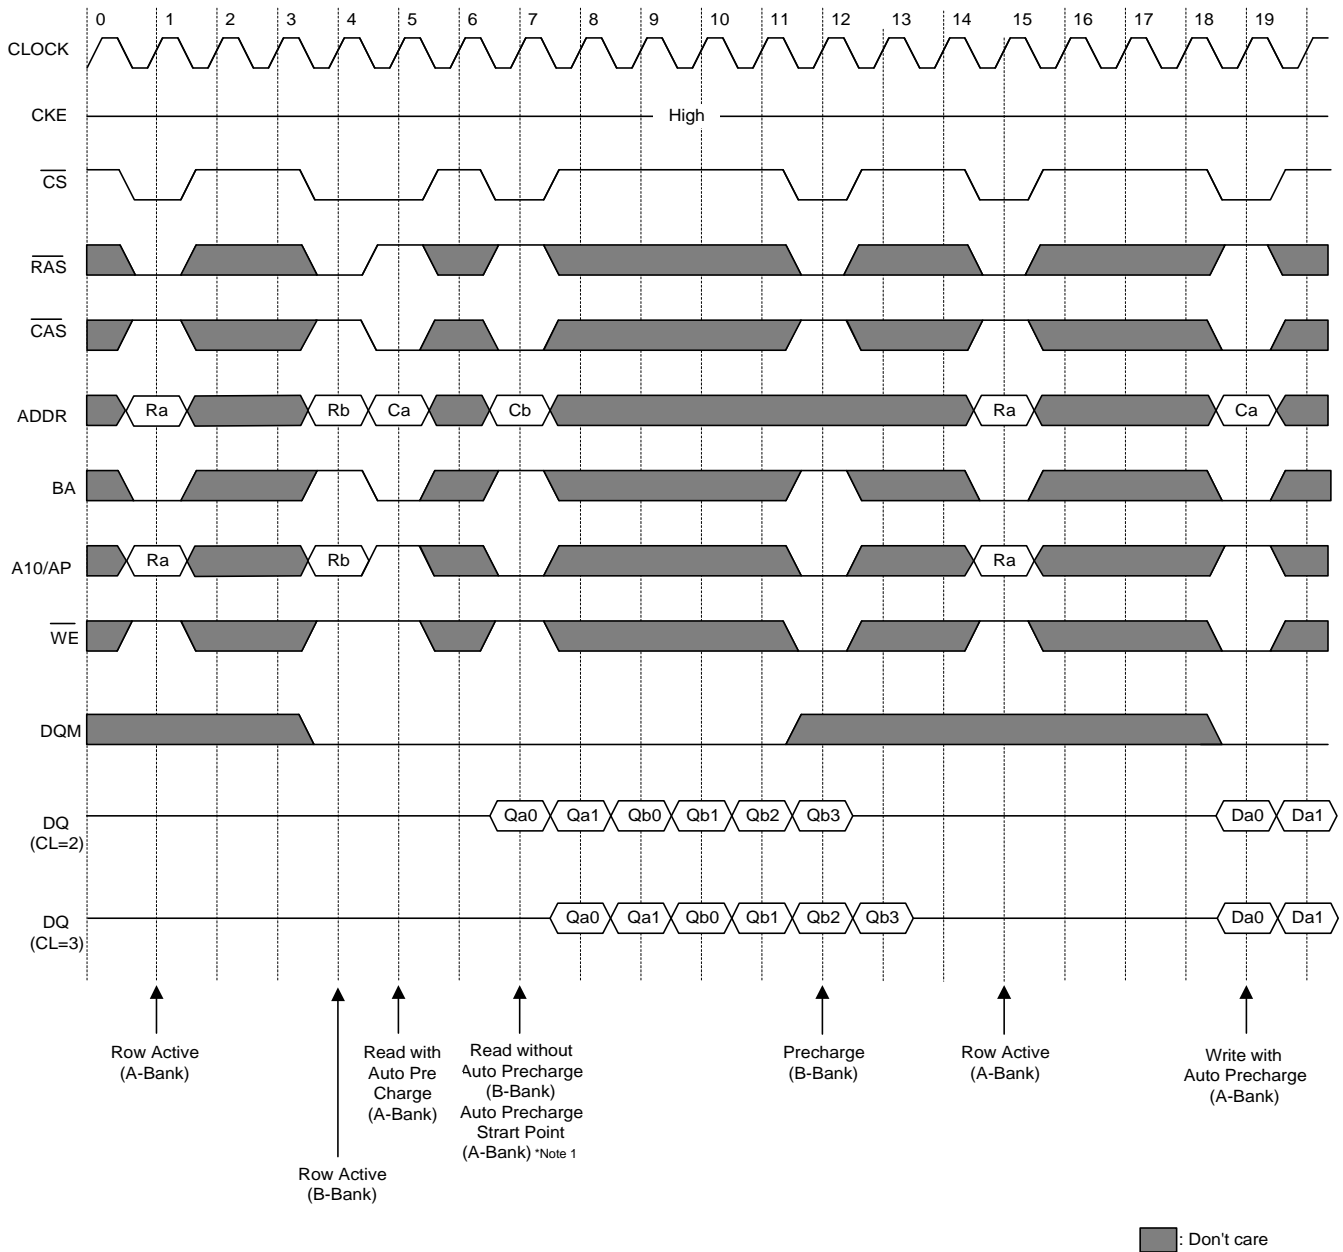 0 1 2 3 4 5 6 7 8 9 10 11 12 13 14 15 16 17 18 19
CLOCK
CKE
High
CS
RAS
CAS
ADDR
Ra Rb Ca Cb Ra Ca
BA
A10/AP
Ra Rb Ra
WE
DQM
DQ
(CL=2)
Qa0 Qa1 Qb0 Qb1 Qb2 Qb3 Da0 Da1
DQ
(CL=3)
Qa0 Qa1 Qb0 Qb1 Qb2 Qb3 Da0 Da1
Row Active
(A-Bank)
Row Active
(B-Bank)
Read with
Auto Pre
Charge
(A-Bank)
Read without
Auto Precharge
(B-Bank)
Auto Precharge
Strart Point
(A-Bank) *Note 1
Precharge
(B-Bank)
Row Active
(A-Bank)
Write with
Auto Precharge
(A-Bank)
: Don't care